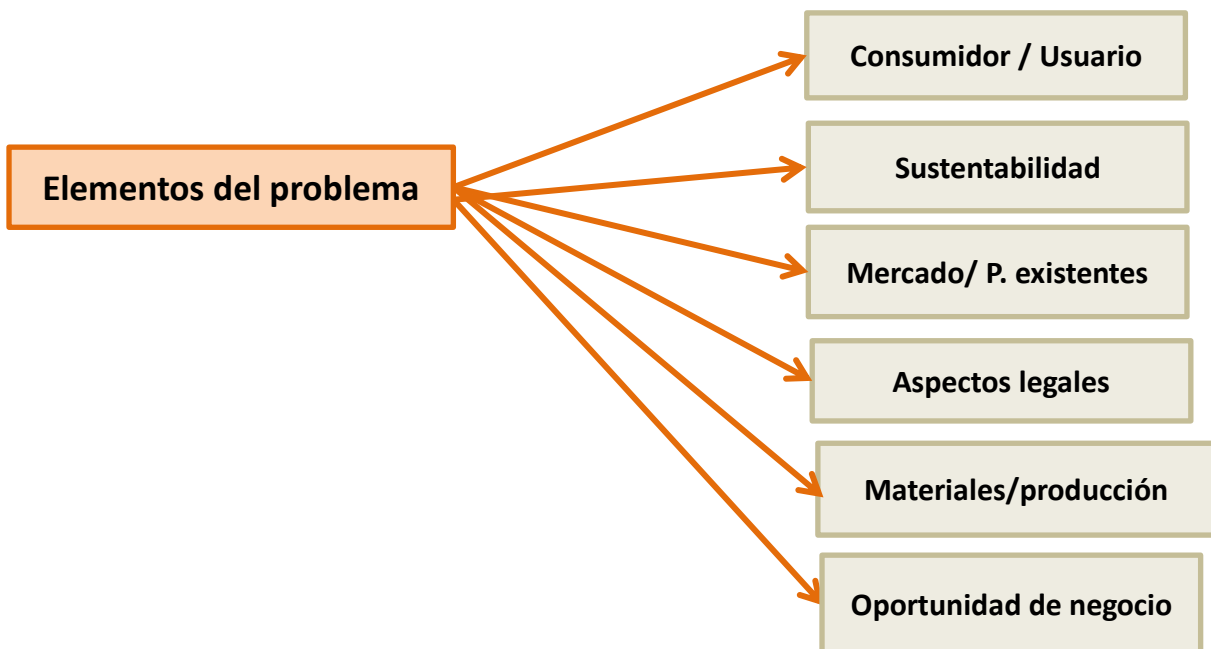 Consumidor / Usuario
Elementos del problema
Sustentabilidad
Mercado/ P. existentes
Aspectos legales
Materiales/producción
Oportunidad de negocio